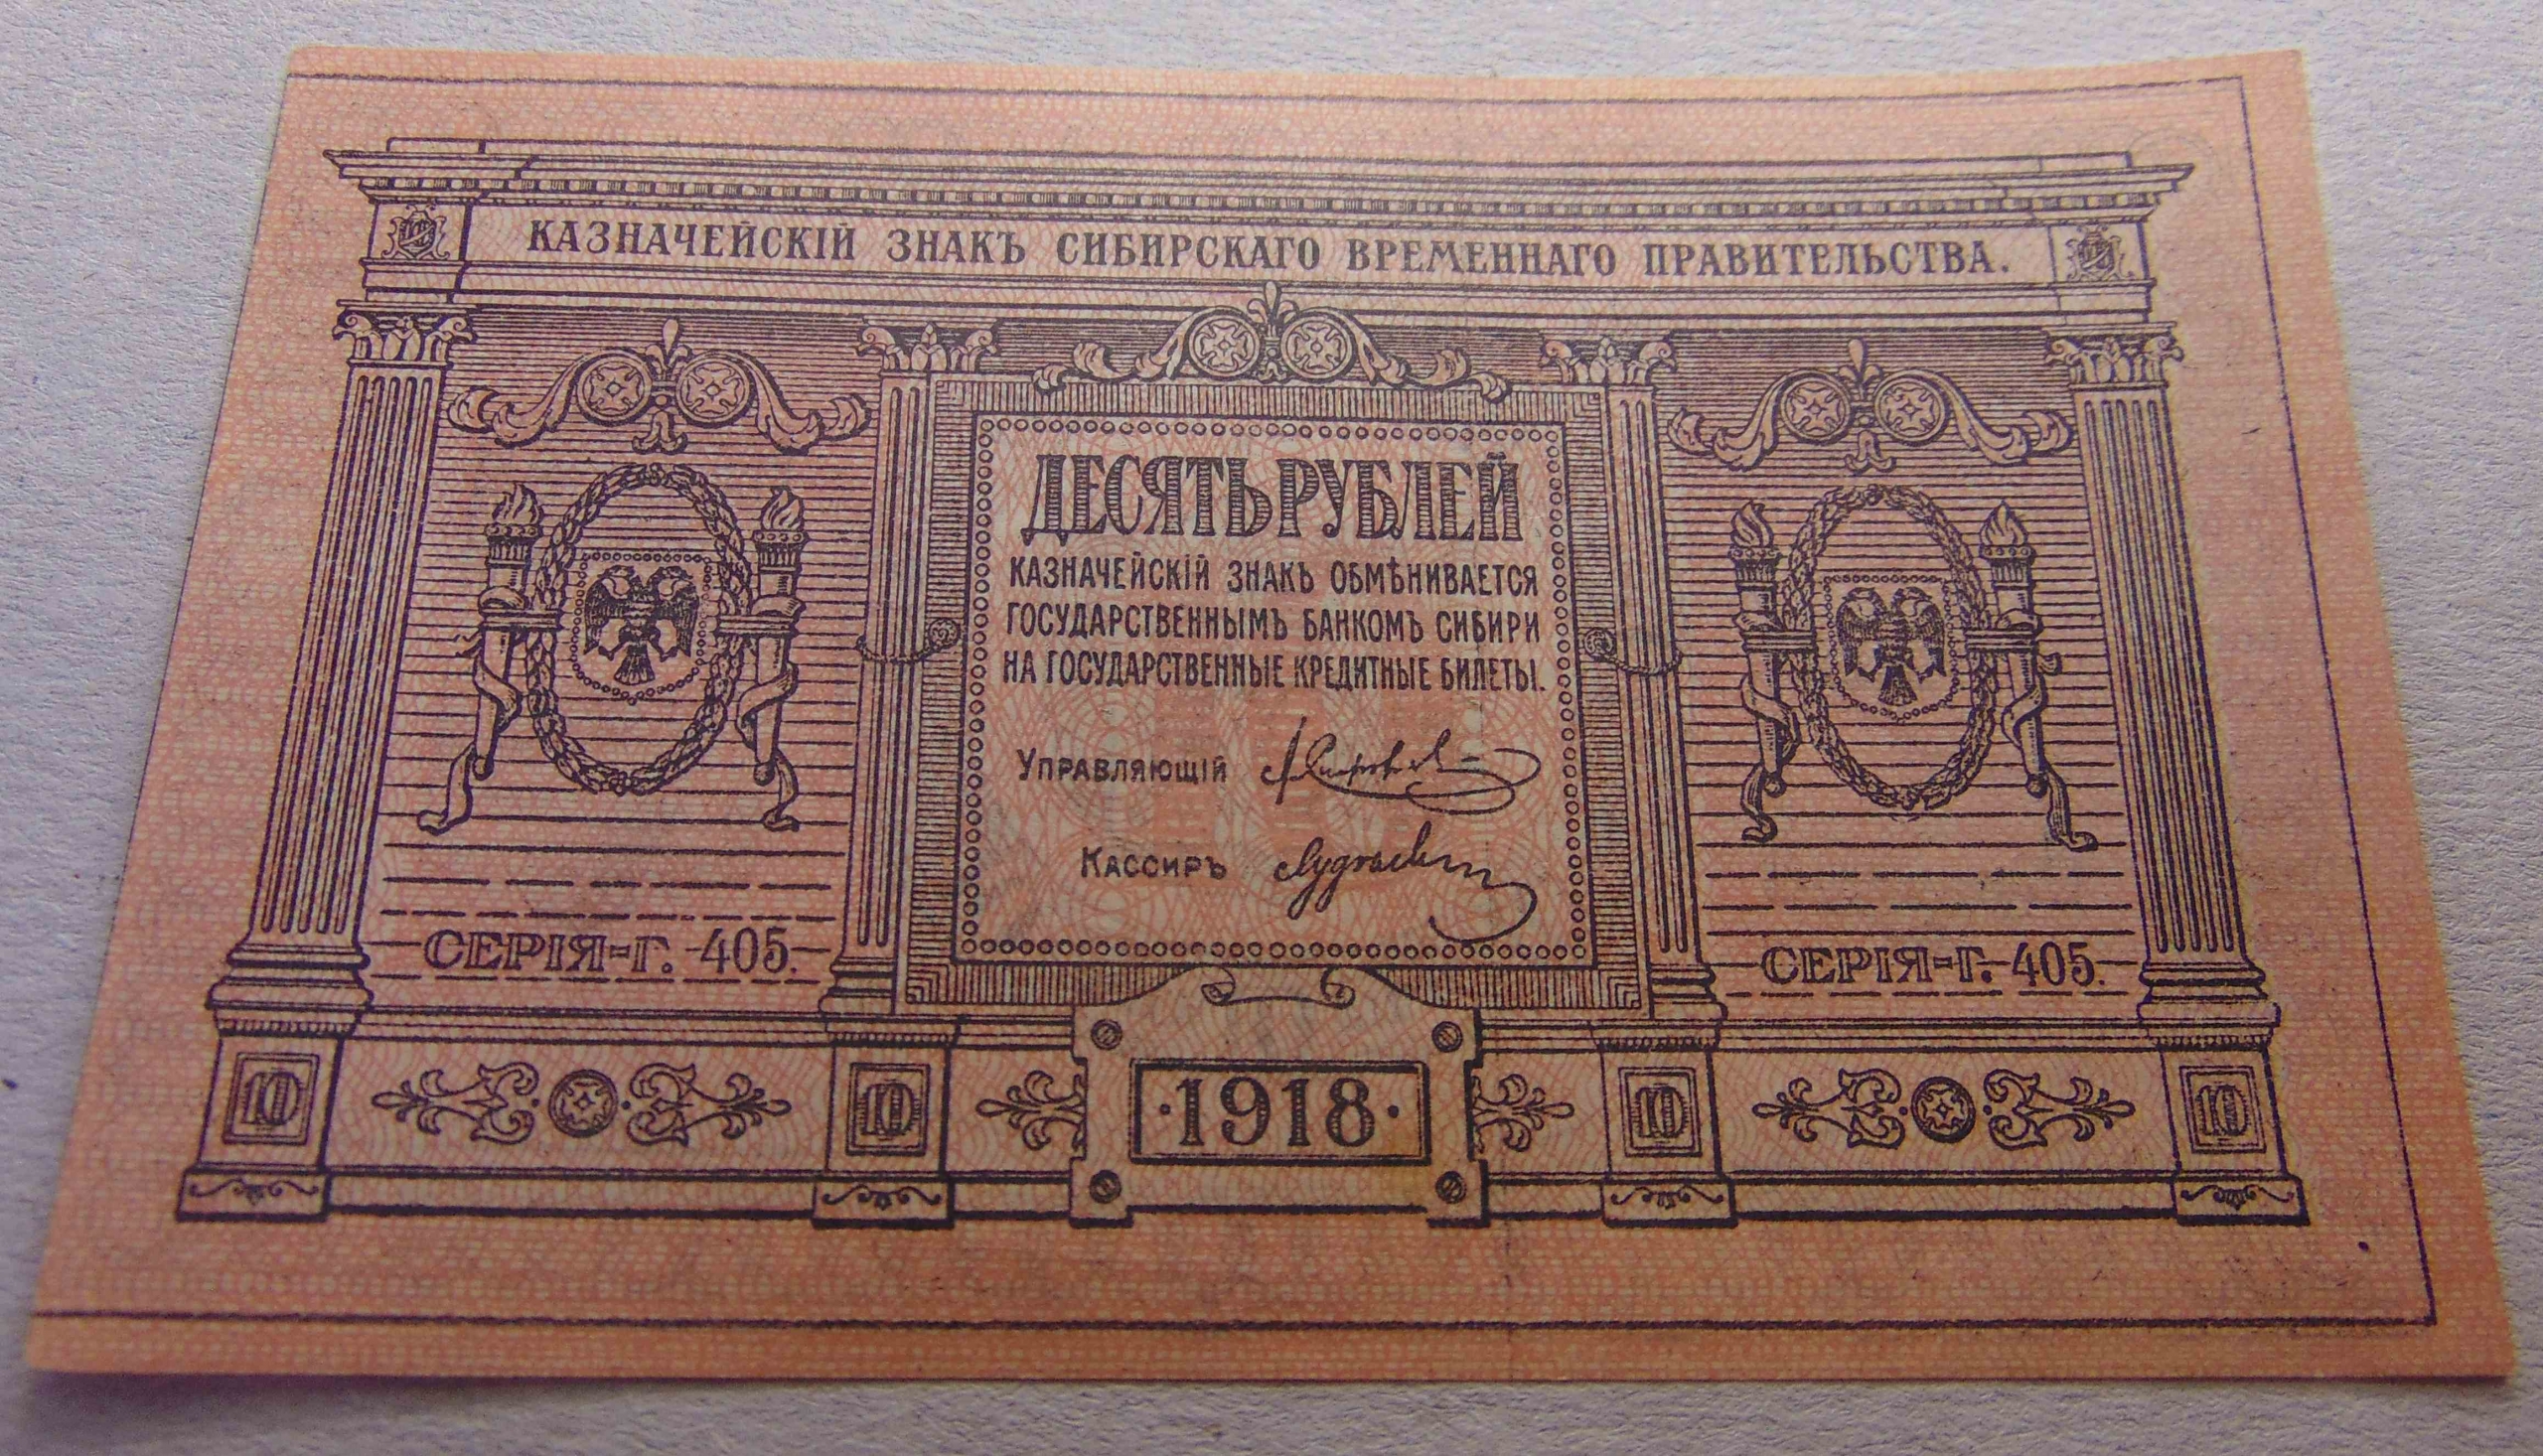 КАЗНАЧЕЙСКІЙ ЗНАКЪ СИБИРСКАГО ВРЕМЕННАГО ПРАВИТЕЛЬСТВА.
ДЕСЯТЬ РУБЛЕЙ
КАЗНАЧЕЙСКІЙ ЗНАКЪ ОБМѢНИВАЕТСЯ
ГОСУДАРСТВЕННЫМЪ БАНКОМЪ СИБИРИ
НА ГОСУДАРСТВЕННЫЕ КРЕДИТНЫЕ БИЛЕТЫ.
УПРАВЛЯЮЩІЙ
КАССИРЪ
СЕРІЯ-Г. 405.
СЕРІЯ-Г. 405.
10
10
·1918·
10
10